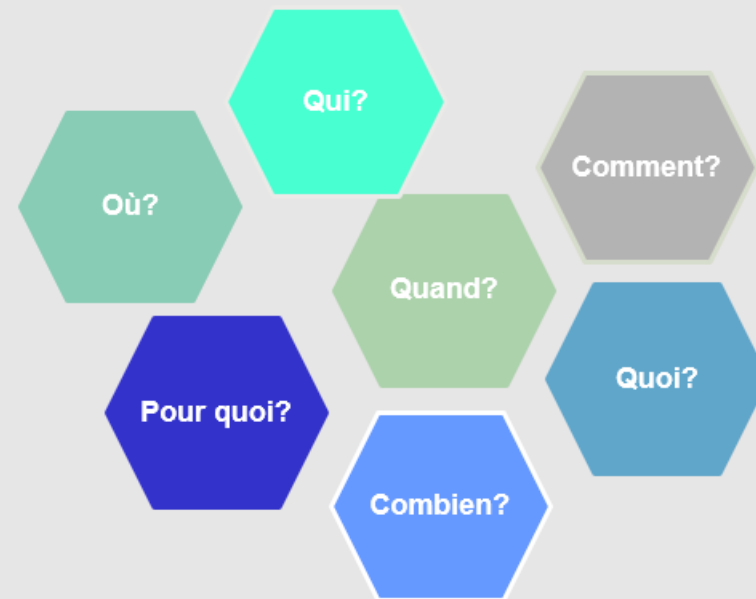 Qui?
Comment?
Où?
Quand?
Quoi?
Pour quoi?
Combien?